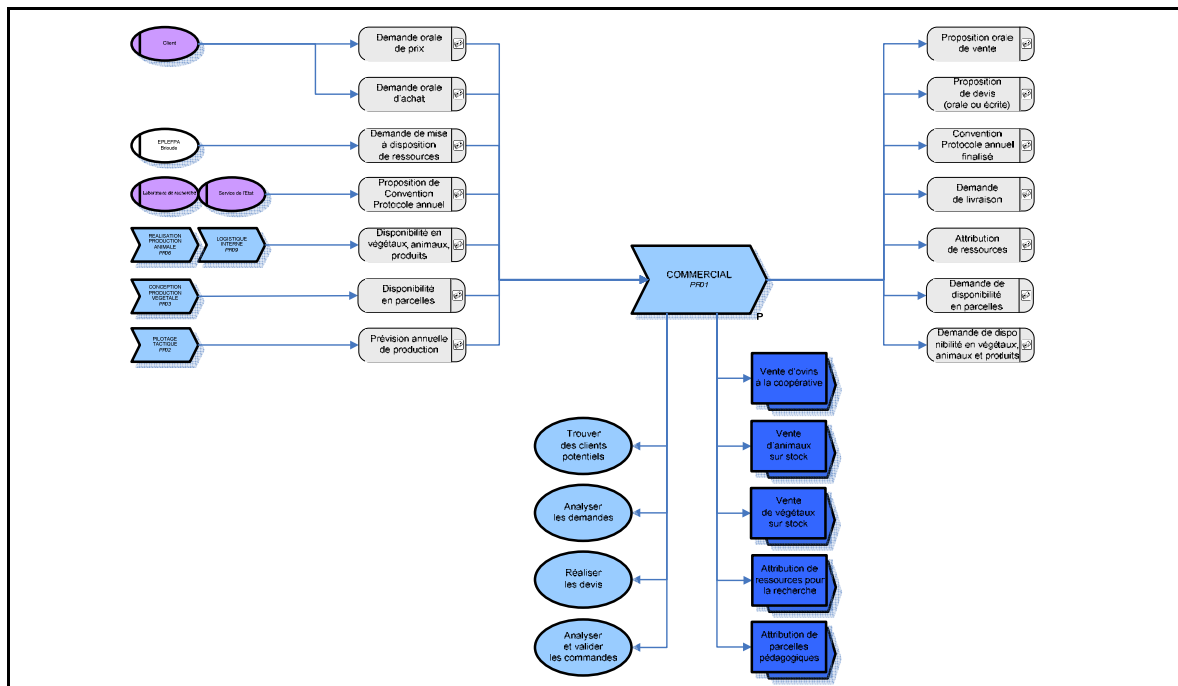 Client
Demande orale
de prix
Demande orale
d'achat
EPLEFPA
Brioude
Demande de mise
à disposition
de ressources
Laboratoire de recherche
Service de l'Etat
Proposition de
Convention
Protocole annuel
REALISATION
PRODUCTION
ANIMALE
PR08
LOGISTIQUE
INTERNE
PR09
Disponibilité en
végétaux, animaux,
produits
CONCEPTION
PRODUCTION
VEGETALE
PR03
Disponibilité
en parcelles
PILOTAGE
TACTIQUE
PR02
Prévision annuelle
de production
COMMERCIAL
PR01
P
Proposition orale
de vente
Proposition
de devis
(orale ou écrite)
Convention
Protocole annuel
finalisé
Demande
de livraison
Attribution
de ressources
Demande de
disponibilité
en parcelles
Demande de dispo
nibilité en végétaux,
animaux et produits
Trouver
des clients
potentiels
Analyser
les demandes
Réaliser
les devis
Analyser
et valider
les commandes
Vente d'ovins
à la coopérative
Vente
d'animaux
sur stock
Vente
de végétaux
sur stock
Attribution de
ressources pour
la recherche
Attribution de
parcelles
pédagogiques